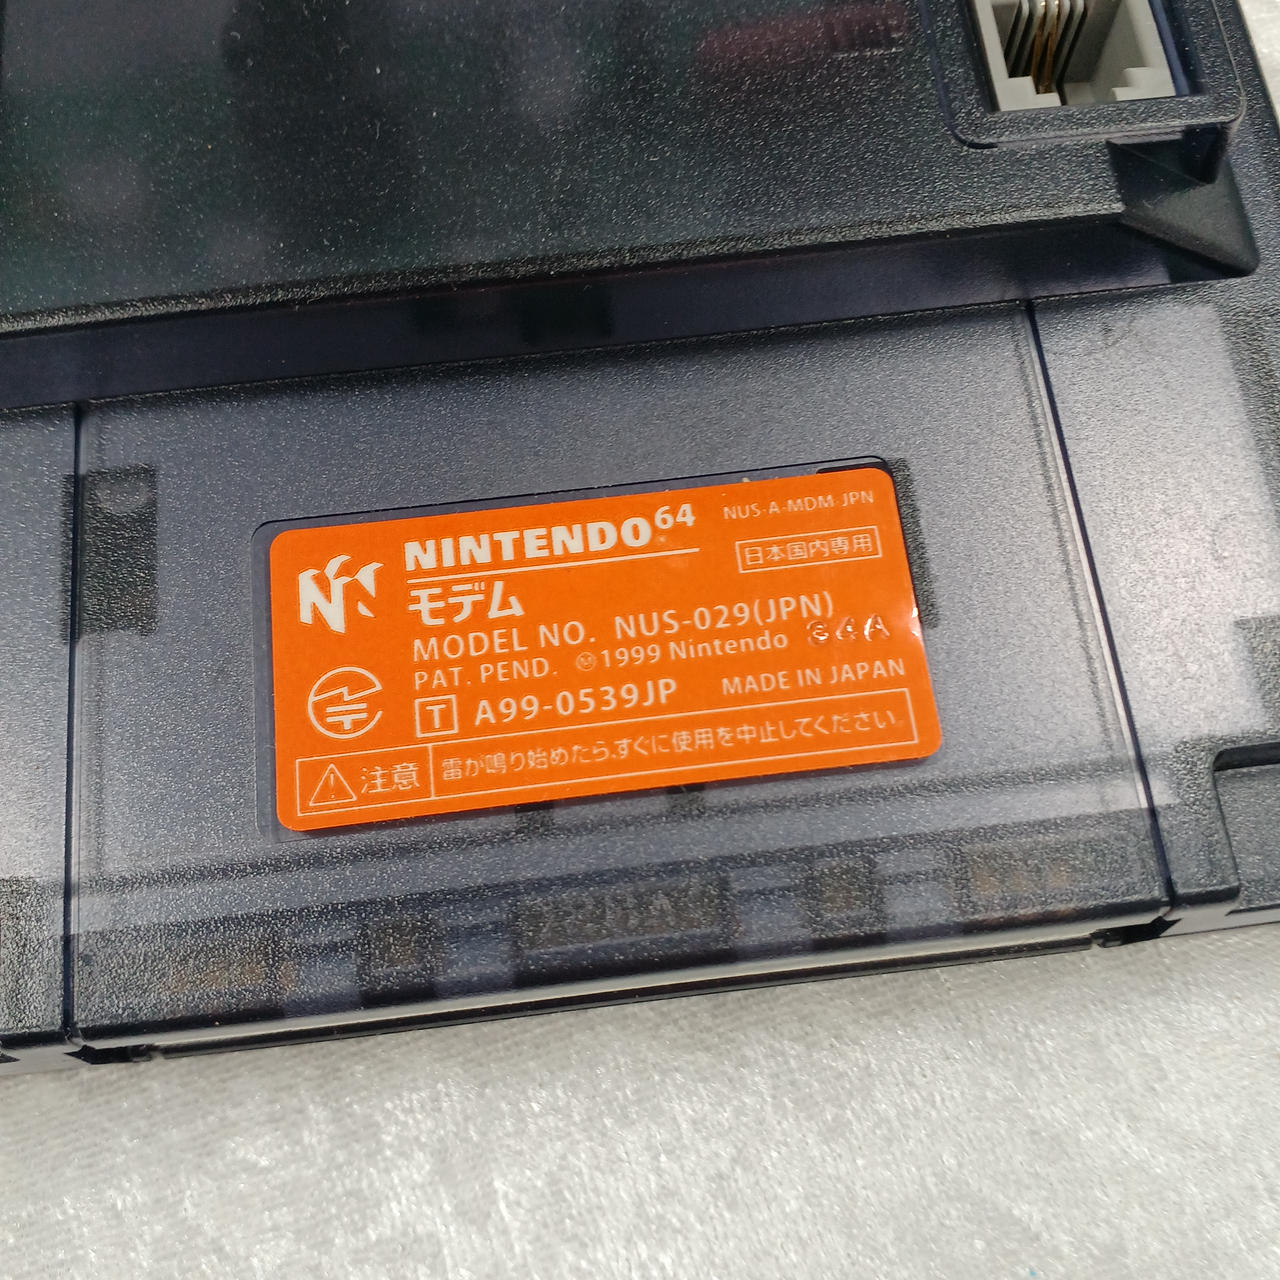 NINTENDO64
NUS-A-MDM-JPN
日本国内専用
モデム
MODEL NO. NUS-029(JPN)
PAT. PEND. Ⓜ1999 Nintendo
T A99-0539JP MADE IN JAPAN
注意 雷が鳴り始めたら、すぐに使用を中止してください。